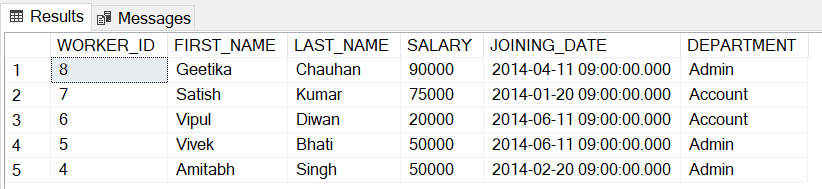 Results Messages
WORKER_ID FIRST_NAME LAST_NAME SALARY JOINING_DATE DEPARTMENT
1 8 Geetika Chauhan 90000 2014-04-11 09:00:00.000 Admin
2 7 Satish Kumar 75000 2014-01-20 09:00:00.000 Account
3 6 Vipul Diwan 20000 2014-06-11 09:00:00.000 Account
4 5 Vivek Bhati 50000 2014-06-11 09:00:00.000 Admin
5 4 Amitabh Singh 50000 2014-02-20 09:00:00.000 Admin